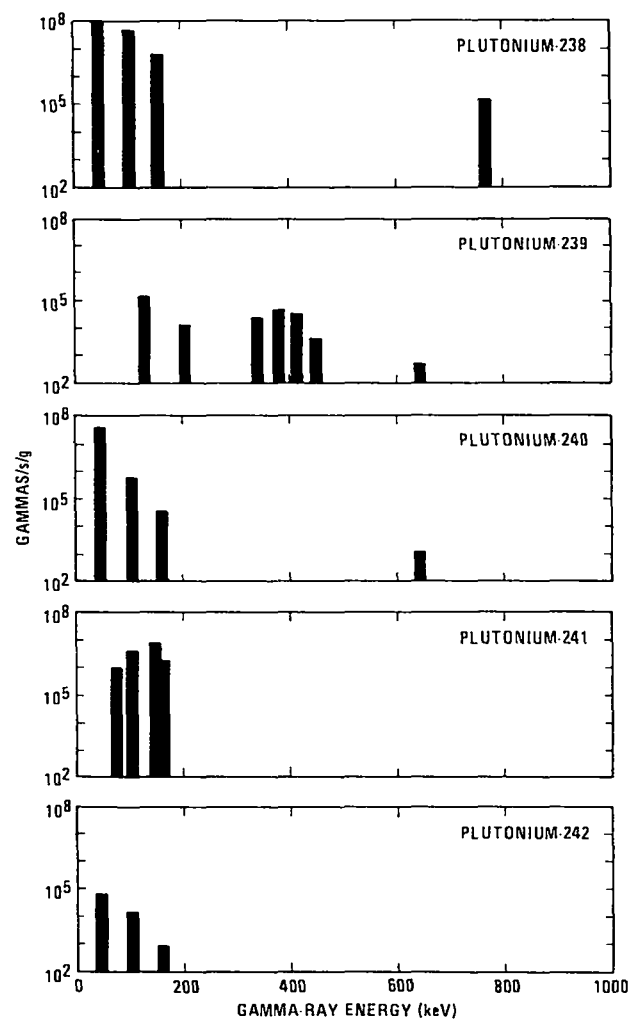 10⁸
PLUTONIUM-238
10⁵
10²
10⁸
PLUTONIUM-239
10⁵
10²
10⁸
PLUTONIUM-240
10⁵
10²
GAMMAS/s/g
10⁸
PLUTONIUM-241
10⁵
10²
10⁸
PLUTONIUM-242
10⁵
10²
0 200 400 600 800 1000
GAMMA-RAY ENERGY (keV)